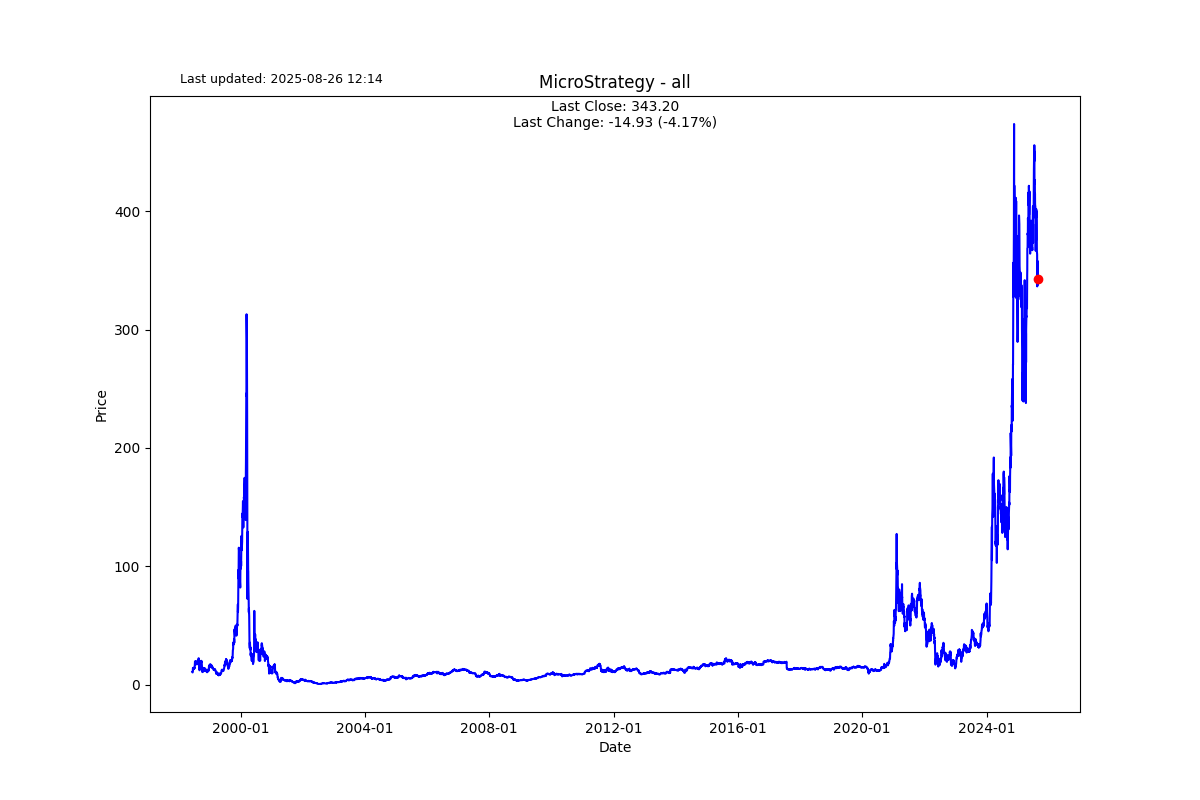 Last updated: 2025-08-26 12:14
MicroStrategy - all
Last Close: 343.20
Last Change: -14.93 (-4.17%)
400
300
200
100
0
Price
2000-01
2004-01
2008-01
2012-01
2016-01
2020-01
2024-01
Date